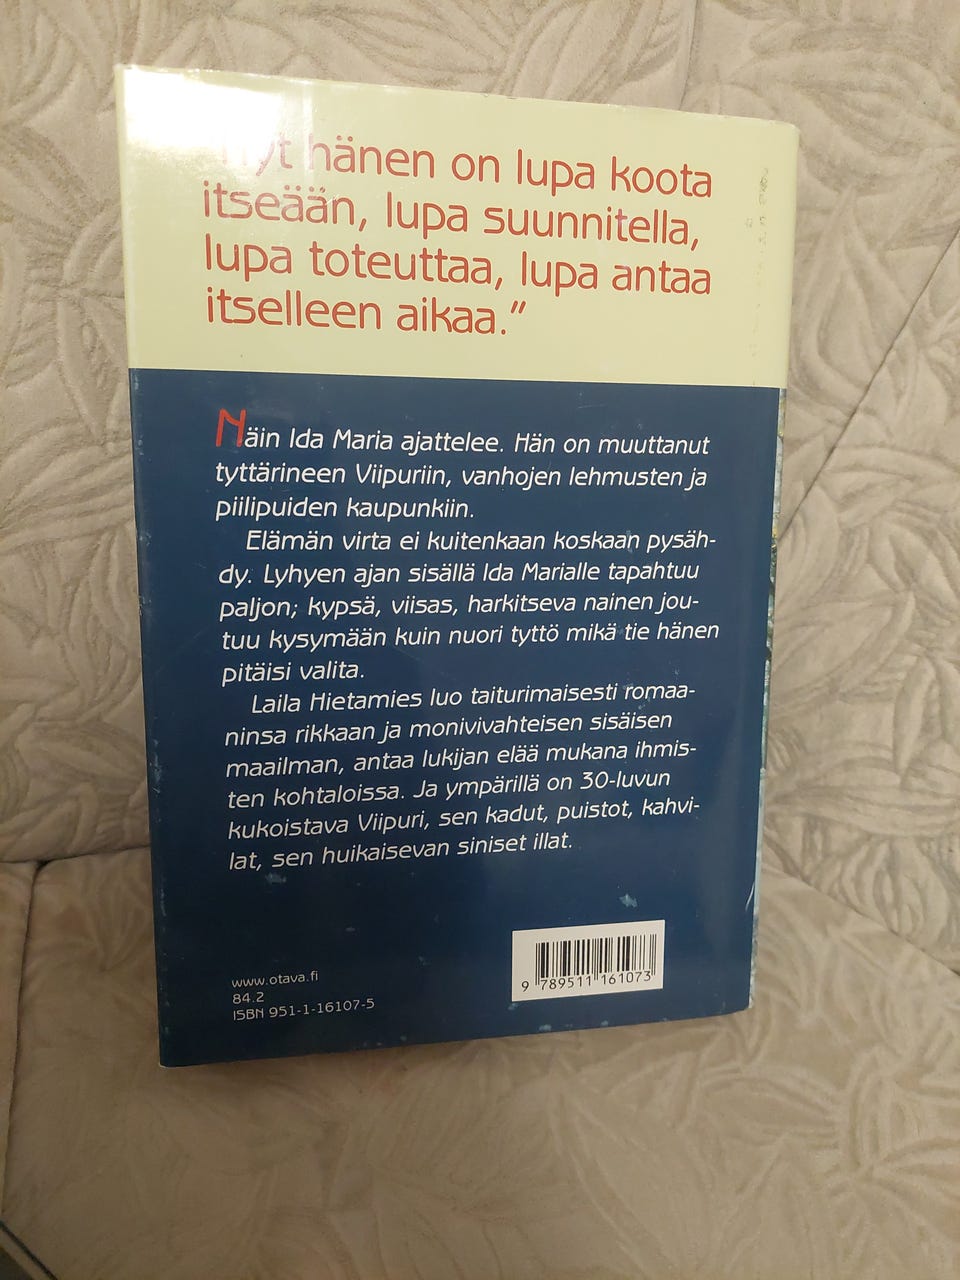 hänen on lupa koota
itseään, lupa suunnitella,
lupa toteuttaa, lupa antaa
itselleen aikaa.”
Näin Ida Maria ajattelee. Hän on muuttanut
tyttärineen Viipuriin, vanhojen lehmusten ja
piilipuiden kaupunkiin.
Elämän virta ei kuitenkaan koskaan pysäh-
dy. Lyhyen ajan sisällä Ida Marialle tapahtuu
paljon; kypsä, viisas, harkitseva nainen jou-
tuu kysymään kuin nuori tyttö mikä tie hänen
pitäisi valita.
Laila Hietamies luo taiturimaisesti romaa-
ninsa rikkaan ja monivivahteisen sisäisen
maailman, antaa lukijan elää mukana ihmis-
ten kohtaloissa. Ja ympärillä on 30-luvun
kukoistava Viipuri, sen kadut, puistot, kahvi-
lat, sen huikaisevan siniset illat.
www.otava.fi
84.2
ISBN 951-1-16107-5
9 789511 161073